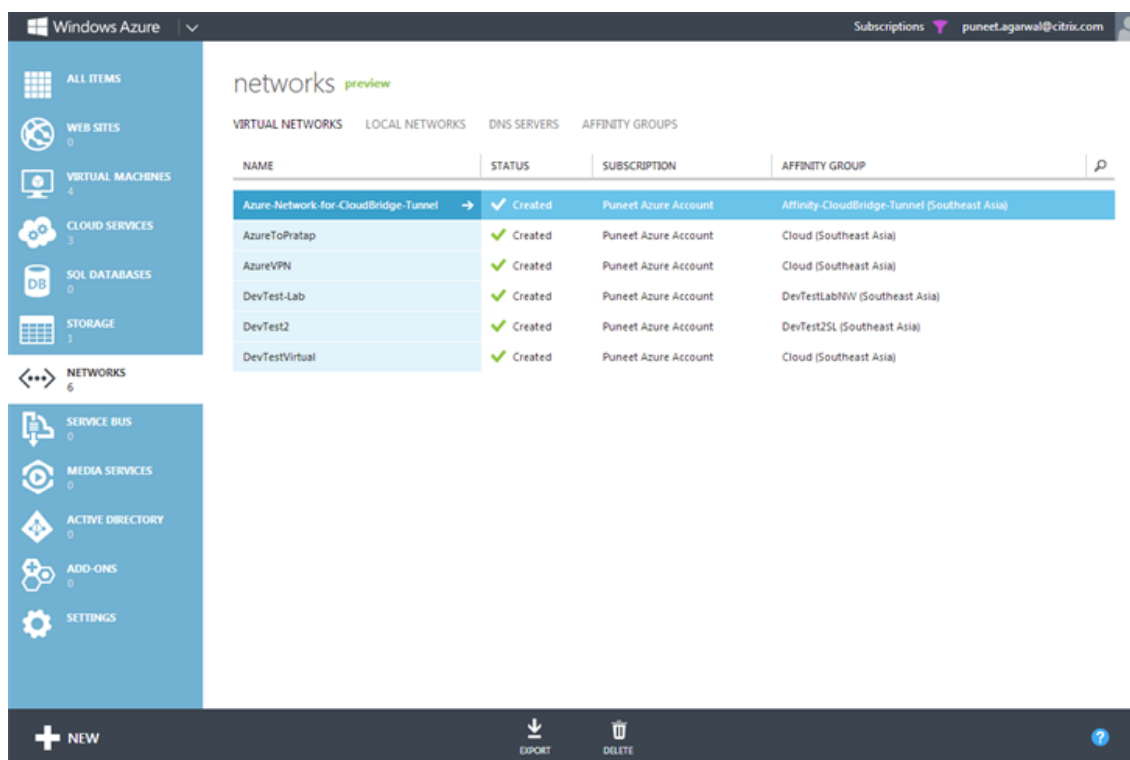 Windows Azure
Subscriptions puneet.agarwal@citrix.com
ALL ITEMS
WEB SITES
0
VIRTUAL MACHINES
4
CLOUD SERVICES
3
DB
SQL DATABASES
0
STORAGE
1
NETWORKS
6
SERVICE BUS
0
MEDIA SERVICES
0
ACTIVE DIRECTORY
0
ADD-ONS
0
SETTINGS
networks preview
VIRTUAL NETWORKS LOCAL NETWORKS DNS SERVERS AFFINITY GROUPS
NAME STATUS SUBSCRIPTION AFFINITY GROUP
Azure-Network-for-CloudBridge-Tunnel Created Puneet Azure Account Affinity-CloudBridge-Tunnel (Southeast Asia)
AzureToPratap Created Puneet Azure Account Cloud (Southeast Asia)
AzureVPN Created Puneet Azure Account Cloud (Southeast Asia)
DevTest-Lab Created Puneet Azure Account DevTestLabNW (Southeast Asia)
DevTest2 Created Puneet Azure Account DevTest2SL (Southeast Asia)
DevTestVirtual Created Puneet Azure Account Cloud (Southeast Asia)
NEW
EXPORT
DELETE
?